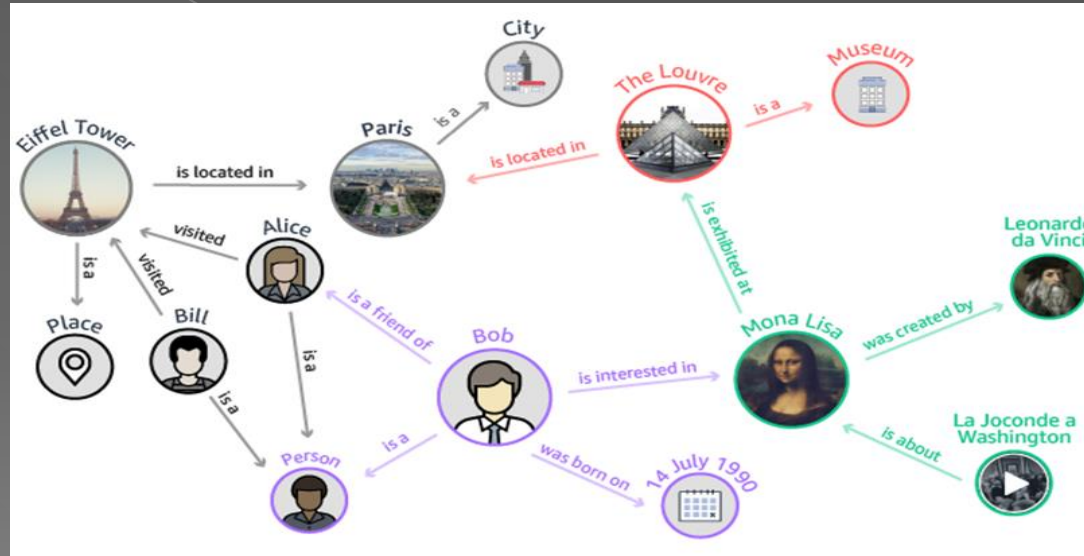 City
Museum
The Louvre
is a
is a
Eiffel Tower
Paris
is located in
is located in
Leonardo
da Vinci
Alice
visited
is exhibited at
is a
visited
was created by
Place
Bill
is a friend of
Bob
Mona Lisa
is interested in
is a
is a
La Joconde a
Washington
is a
is about
Person
was born on
14 July 1990